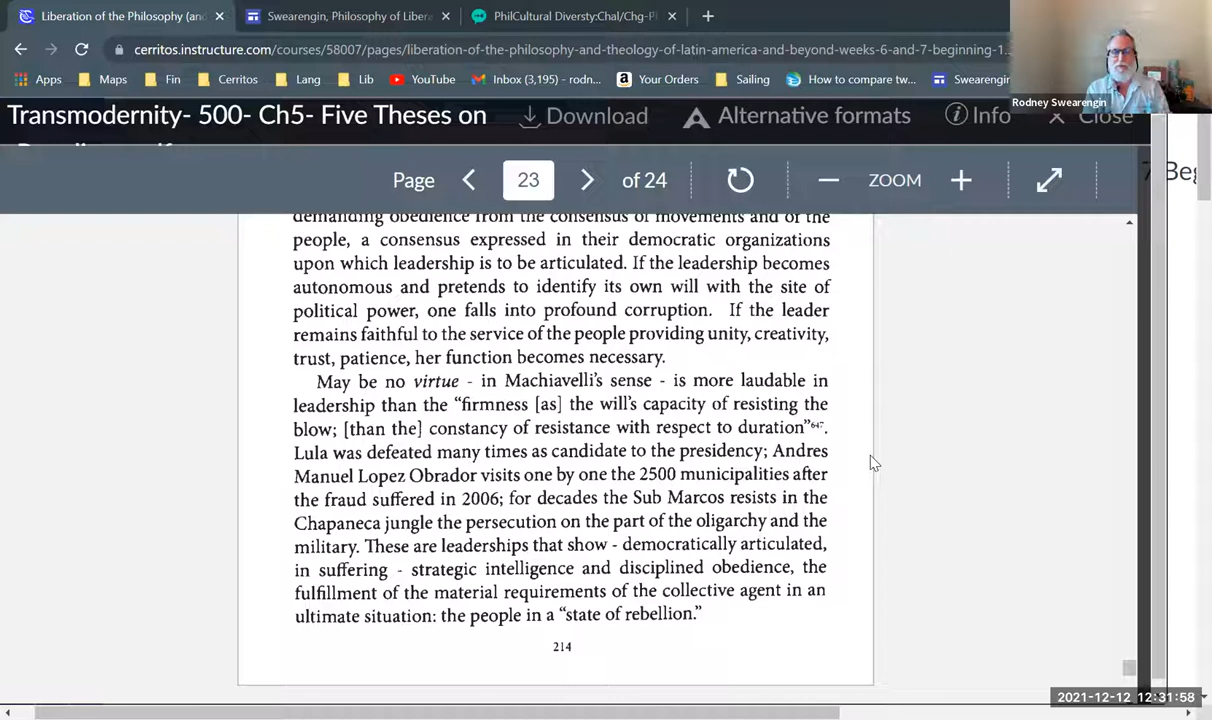 Liberation of the Philosophy (an
Swearengin, Philosophy of Libera
PhilCultural Diversty:Chal/Chg-P
cerritos.instructure.com/courses/58007/pages/liberation-of-the-philosophy-and-theology-of-latin-america-and-beyond-weeks-6-and-7-beginning-1...
Apps Maps Fin Cerritos Lang Lib YouTube Inbox (3,195) - rodn... Your Orders Sailing How to compare tw... Swearengin
Rodney Swearengin
Transmodernity- 500- Ch5- Five Theses on
Download Alternative formats Info Close
7 Beg
Page 23 of 24 ZOOM
demanding obedience from the consensus of movements and of the
people, a consensus expressed in their democratic organizations
upon which leadership is to be articulated. If the leadership becomes
autonomous and pretends to identify its own will with the site of
political power, one falls into profound corruption. If the leader
remains faithful to the service of the people providing unity, creativity,
trust, patience, her function becomes necessary.
May be no virtue - in Machiavelli's sense - is more laudable in
leadership than the "firmness [as] the will's capacity of resisting the
blow; [than the] constancy of resistance with respect to duration"647.
Lula was defeated many times as candidate to the presidency; Andres
Manuel Lopez Obrador visits one by one the 2500 municipalities after
the fraud suffered in 2006; for decades the Sub Marcos resists in the
Chapaneca jungle the persecution on the part of the oligarchy and the
military. These are leaderships that show - democratically articulated,
in suffering - strategic intelligence and disciplined obedience, the
fulfillment of the material requirements of the collective agent in an
ultimate situation: the people in a "state of rebellion."
214
2021-12-12 12:31:58